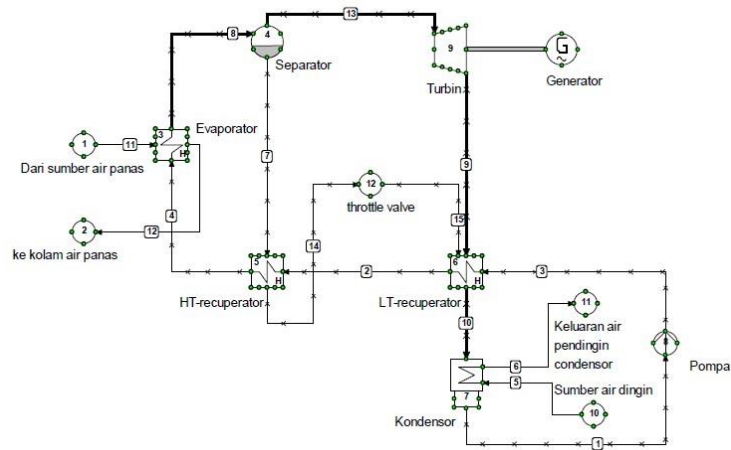 13
8
4
Separator
9
Turbin
G
~
Generator
Evaporator
3
H
1
11
Dari sumber air panas
7
9
12
throttle valve
4
2
12
ke kolam air panas
15
14
5
H
2
6
H
3
HT-recuperator
LT-recuperator
10
11
Keluaran air
pendingin
condensor
8
Pompa
6
5
Sumber air dingin
7
10
Kondensor
1